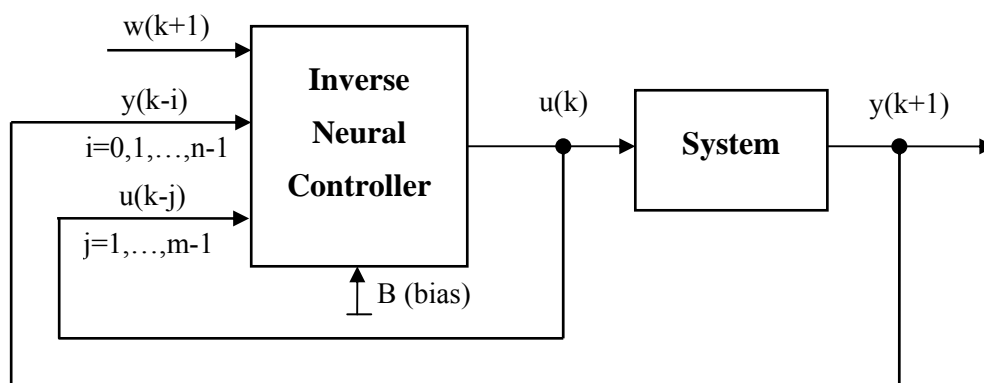 w(k+1)
y(k-i)
i=0,1,…,n-1
u(k-j)
j=1,…,m-1
Inverse
Neural
Controller
B (bias)
u(k)
System
y(k+1)